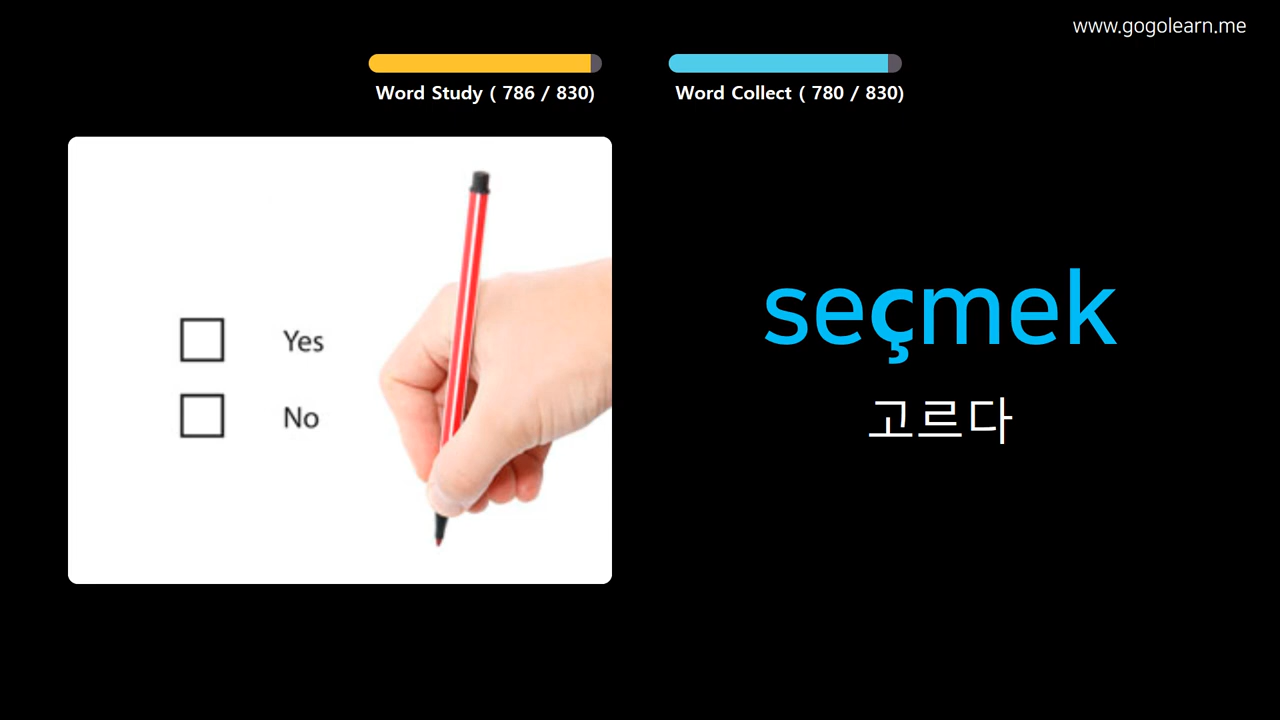 www.gogolearn.me
Word Study ( 786 / 830)
Word Collect ( 780 / 830)
Yes
No
seçmek
고르다